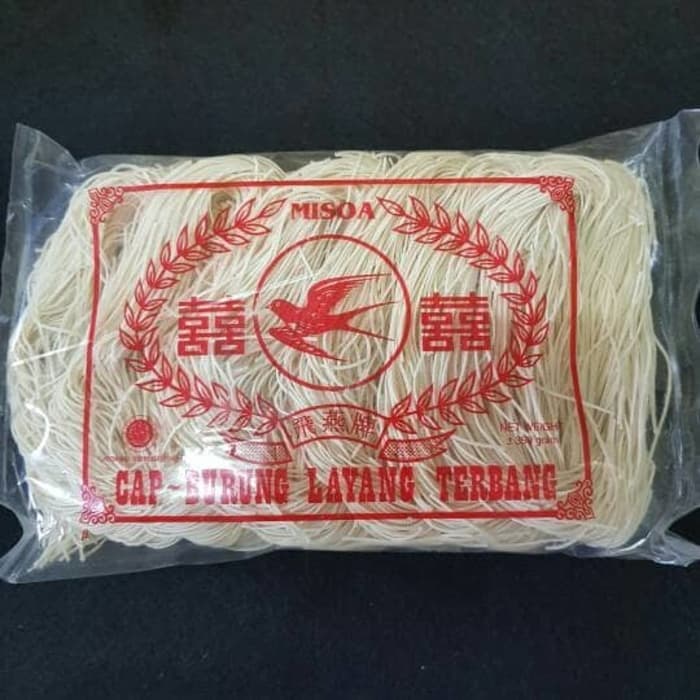 MISOA
囍 囍
飛燕牌
NET WEIGHT
CAP - BURUNG LAYANG TERBANG